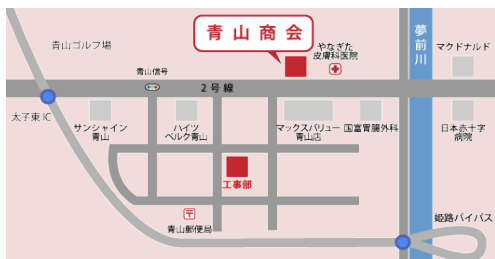 青山商会
青山ゴルフ場
やなぎた
皮膚科医院
夢前川
マクドナルド
青山信号
2号線
太子東IC
サンシャイン
青山
ハイツ
ベルク青山
マックスバリュー
青山店
国富胃腸外科
日本赤十字
病院
工事部
〒
青山郵便局
姫路バイパス